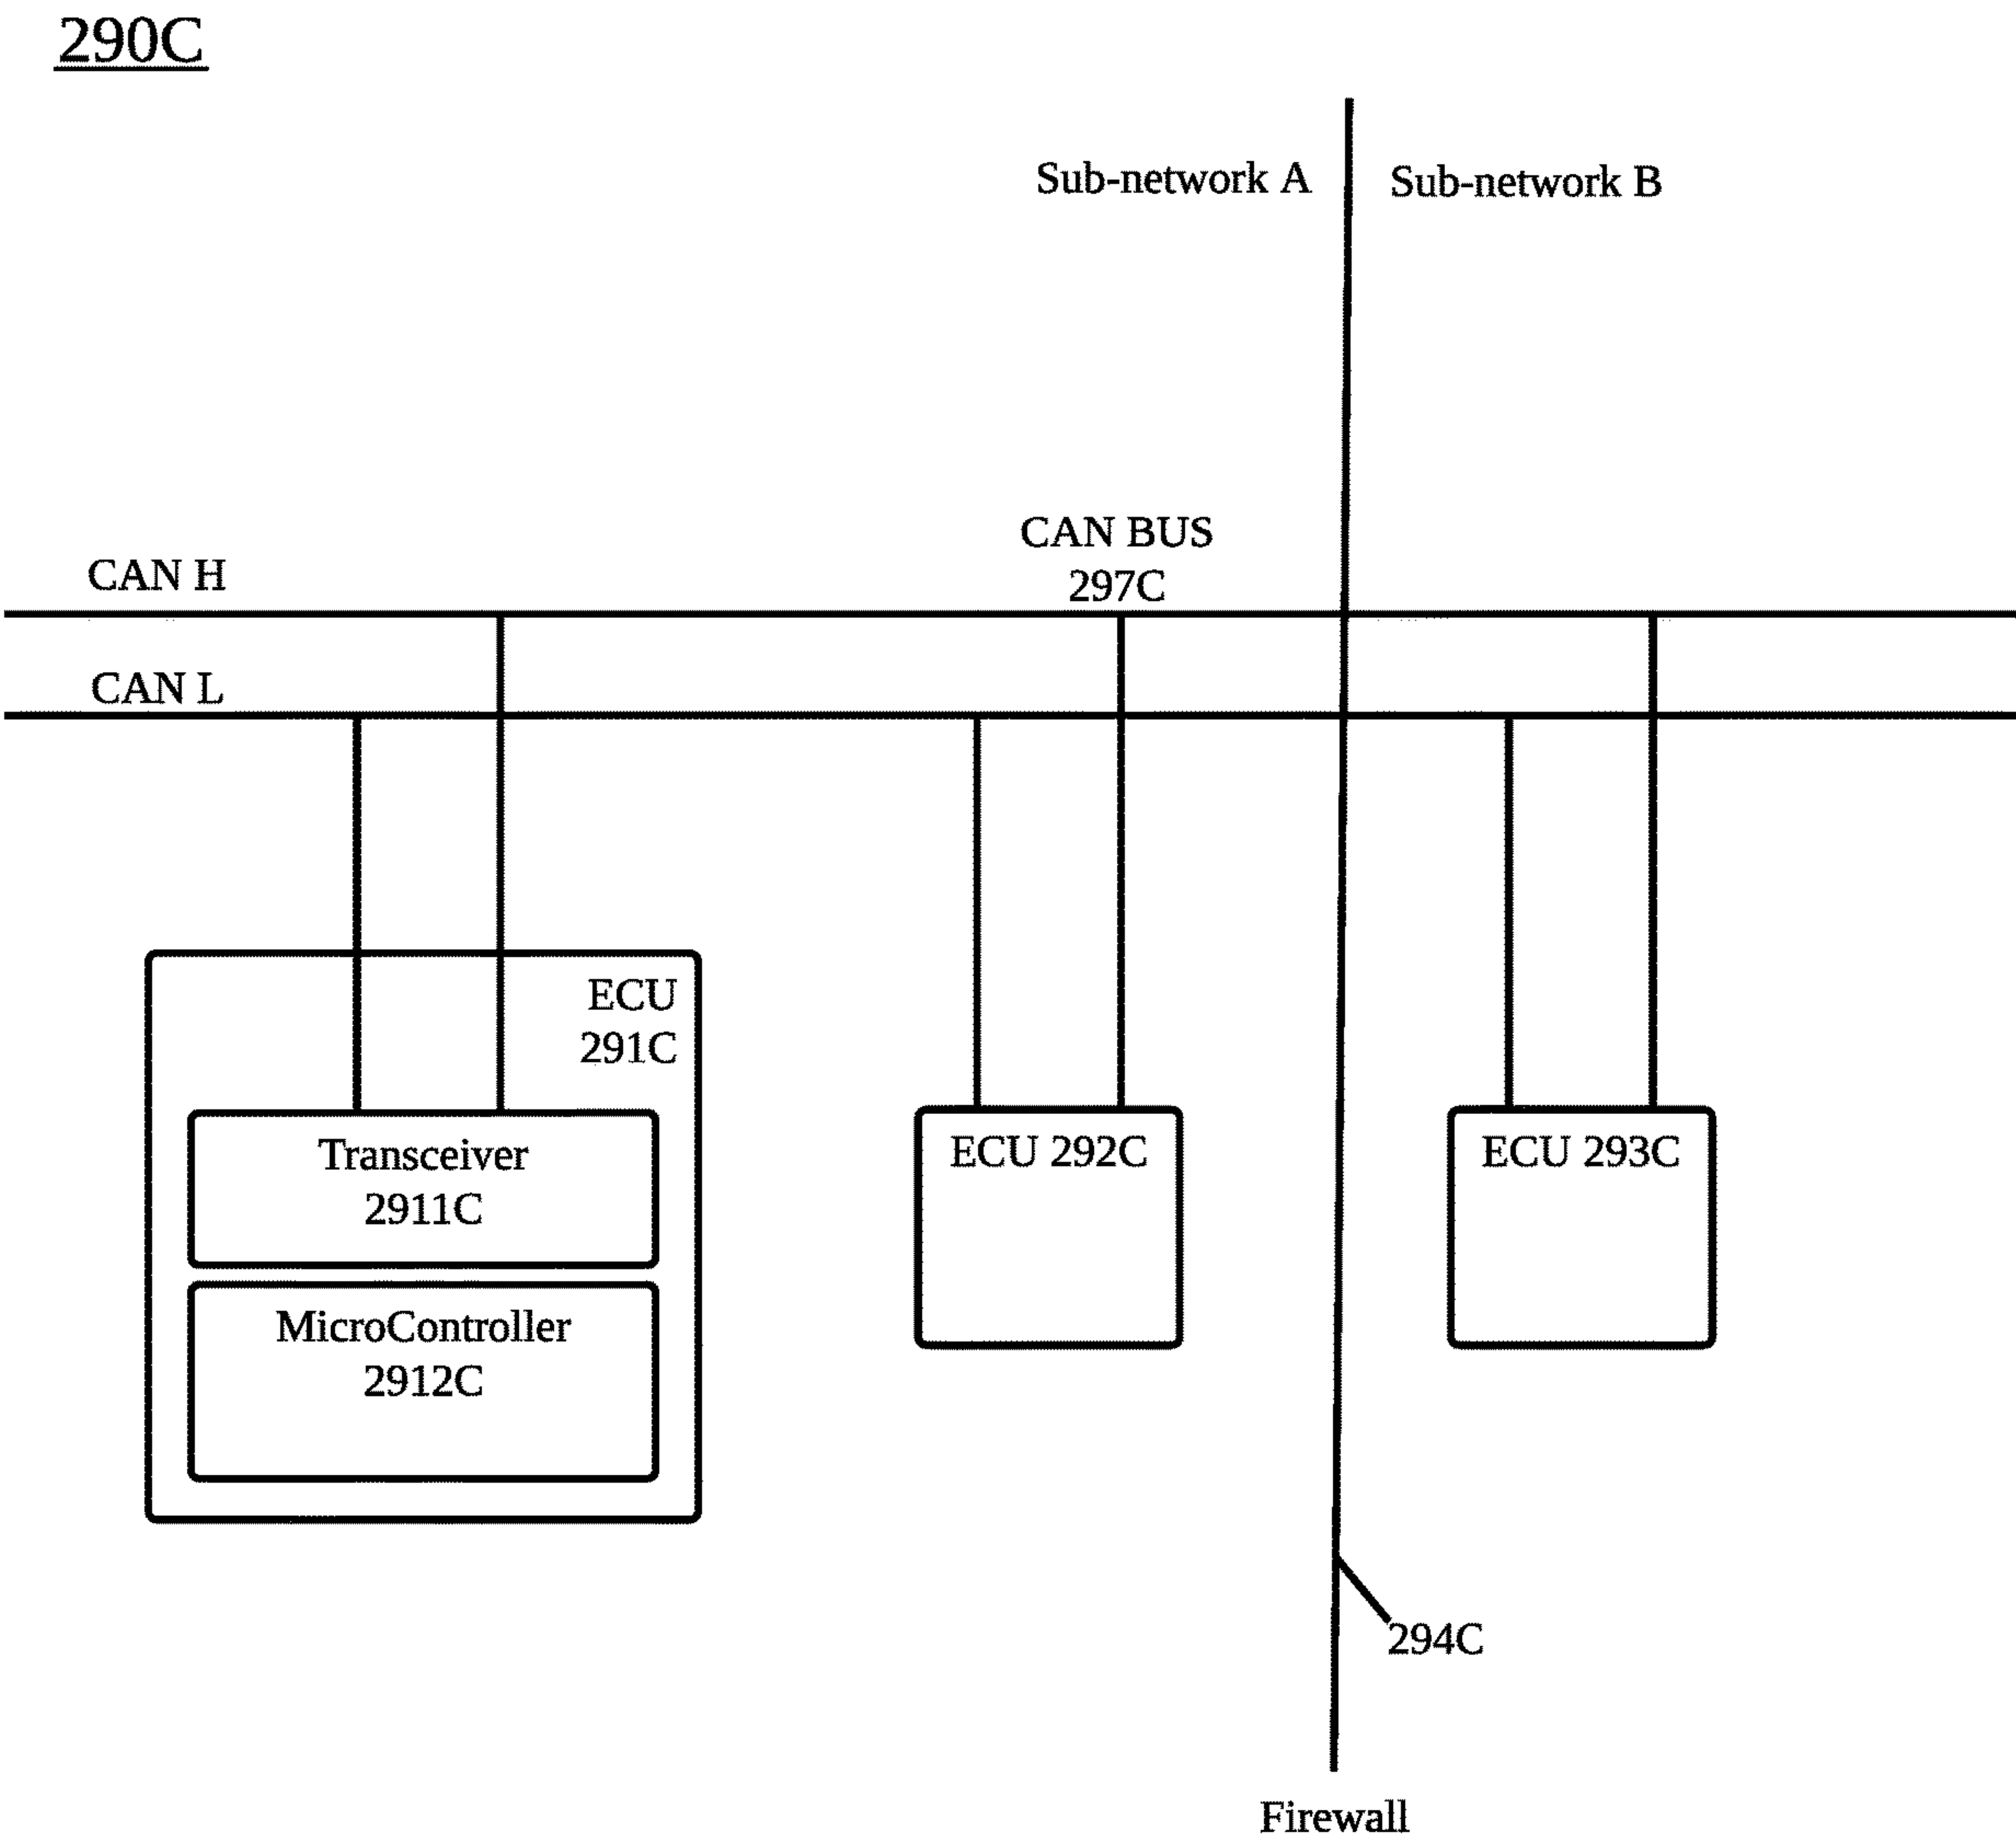 290C
Sub-network A
Sub-network B
CAN BUS
297C
CAN H
CAN L
ECU
291C
Transceiver
2911C
MicroController
2912C
ECU 292C
ECU 293C
294C
Firewall